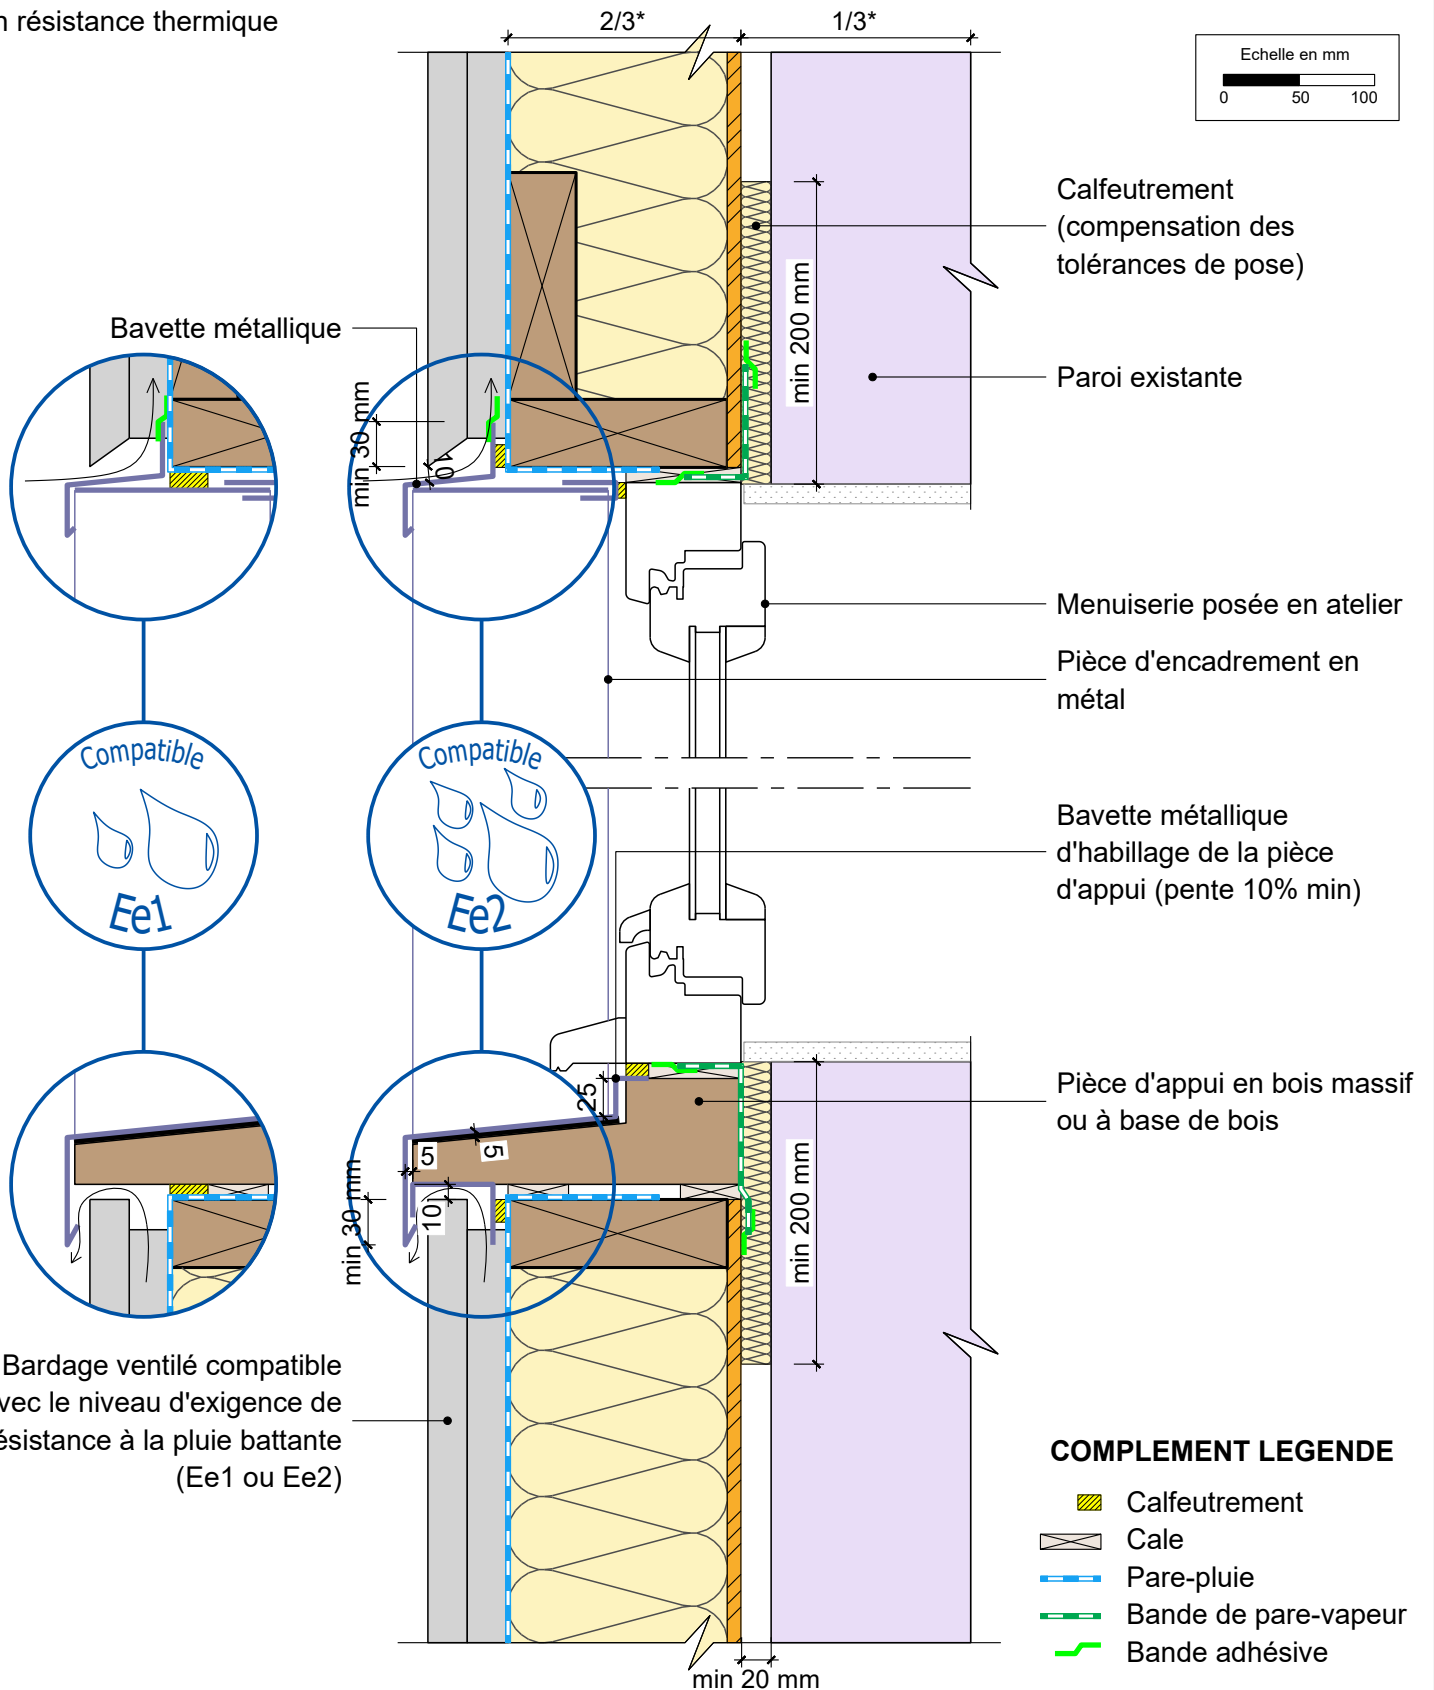 n résistance thermique
2/3*
1/3*
Echelle en mm
0
50
100
Calfeutrement
(compensation des
tolérances de pose)
min 200 mm
Bavette métallique
Paroi existante
min 30 mm
10
Menuiserie posée en atelier
Pièce d'encadrement en
métal
Compatible
Ee1
Compatible
Ee2
Bavette métallique
d'habillage de la pièce
d'appui (pente 10% min)
25
Pièce d'appui en bois massif
ou à base de bois
5
5
10
min 30 mm
min 200 mm
Bardage ventilé compatible
vec le niveau d'exigence de
ésistance à la pluie battante
(Ee1 ou Ee2)
COMPLEMENT LEGENDE
Calfeutrement
Cale
Pare-pluie
Bande de pare-vapeur
Bande adhésive
min 20 mm